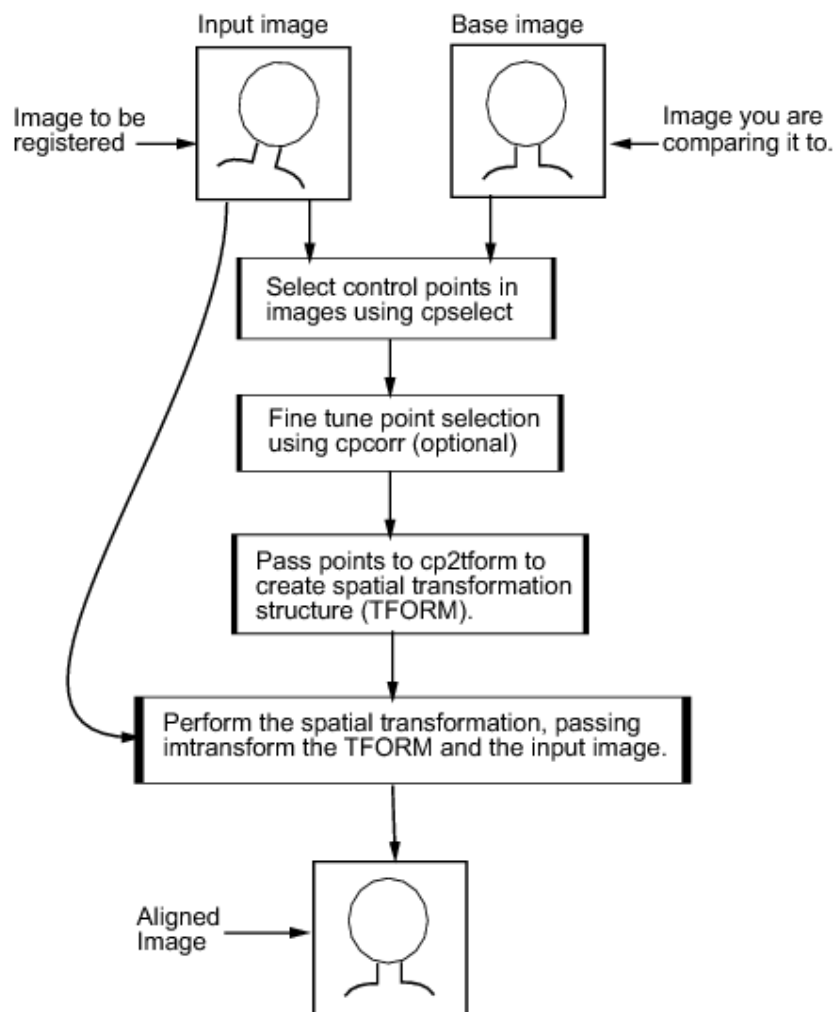 Input image
Base image
Image to be
registered
Image you are
comparing it to.
Select control points in
images using cpselect
Fine tune point selection
using cpcorr (optional)
Pass points to cp2tform to
create spatial transformation
structure (TFORM).
Perform the spatial transformation, passing
imtransform the TFORM and the input image.
Aligned
Image